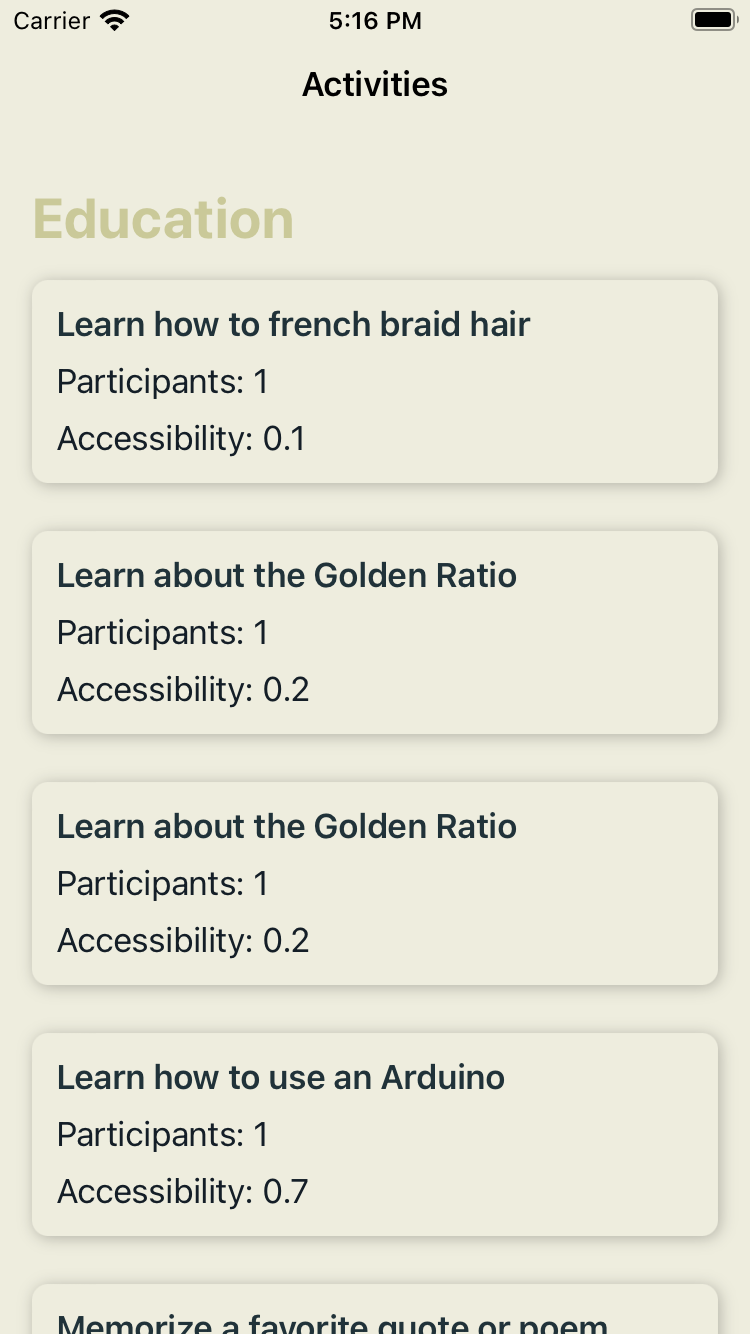 Carrier 5:16 PM
Activities
Education
Learn how to french braid hair
Participants: 1
Accessibility: 0.1
Learn about the Golden Ratio
Participants: 1
Accessibility: 0.2
Learn about the Golden Ratio
Participants: 1
Accessibility: 0.2
Learn how to use an Arduino
Participants: 1
Accessibility: 0.7
Memorize a favorite quote or poem